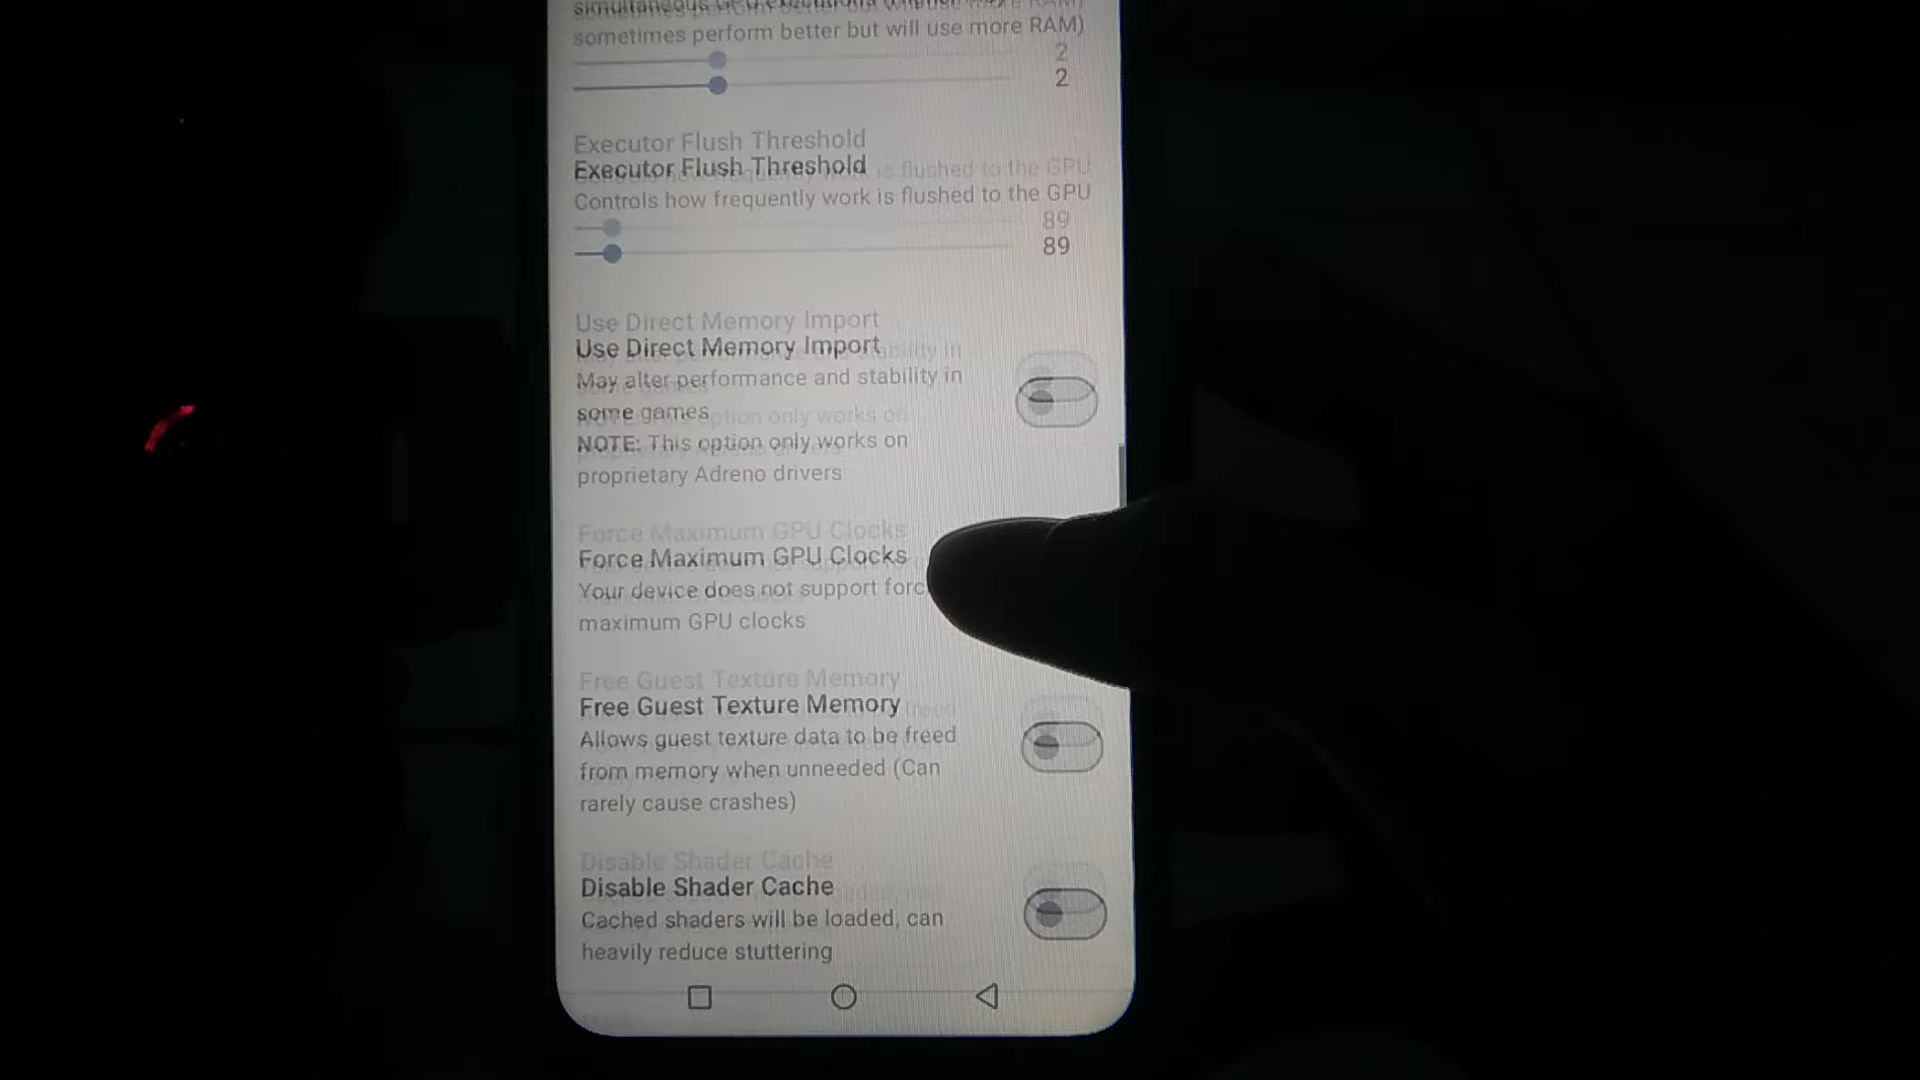 sometimes perform better but will use more RAM)
2
Executor Flush Threshold
Controls how frequently work is flushed to the GPU
89
Use Direct Memory Import
May alter performance and stability in
some games
NOTE: This option only works on
proprietary Adreno drivers
Force Maximum GPU Clocks
Your device does not support forc
maximum GPU clocks
Free Guest Texture Memory
Allows guest texture data to be freed
from memory when unneeded (Can
rarely cause crashes)
Disable Shader Cache
Cached shaders will be loaded, can
heavily reduce stuttering